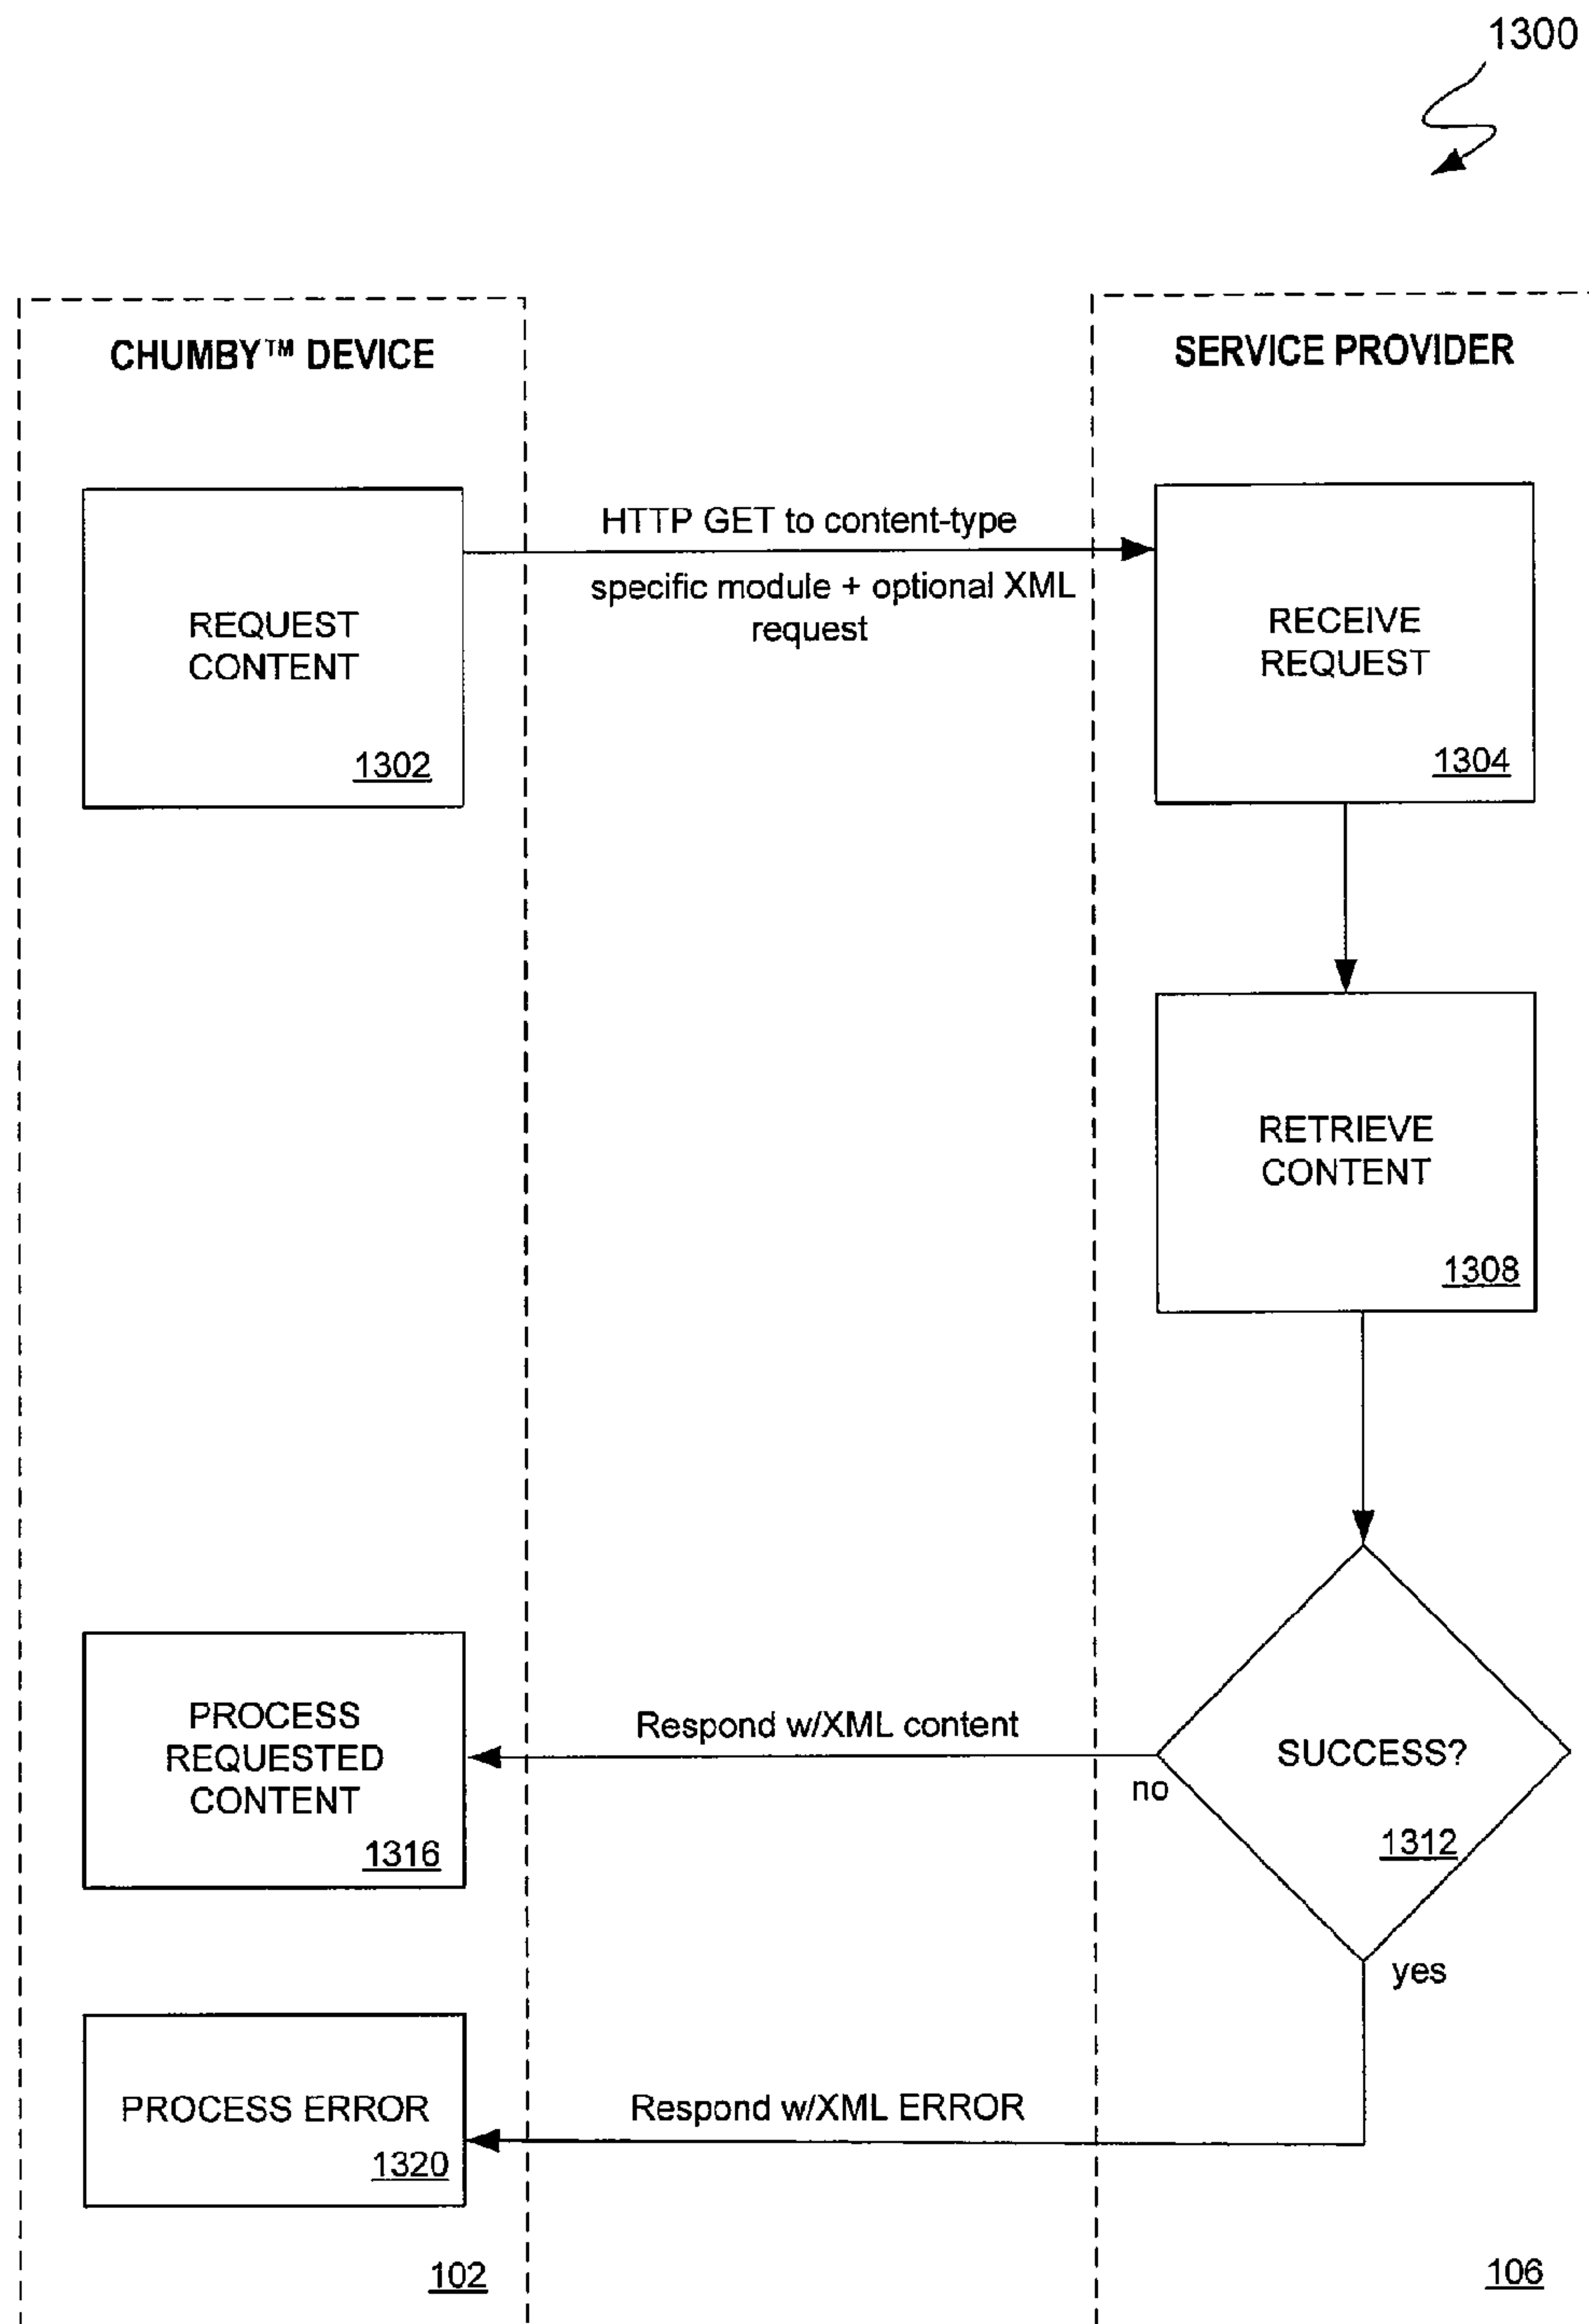 1300
CHUMBY™ DEVICE
SERVICE PROVIDER
HTTP GET to content-type
specific module + optional XML
request
REQUEST
CONTENT
1302
RECEIVE
REQUEST
1304
RETRIEVE
CONTENT
1308
SUCCESS?
1312
no
yes
Respond w/XML content
PROCESS
REQUESTED
CONTENT
1316
Respond w/XML ERROR
PROCESS ERROR
1320
102
106